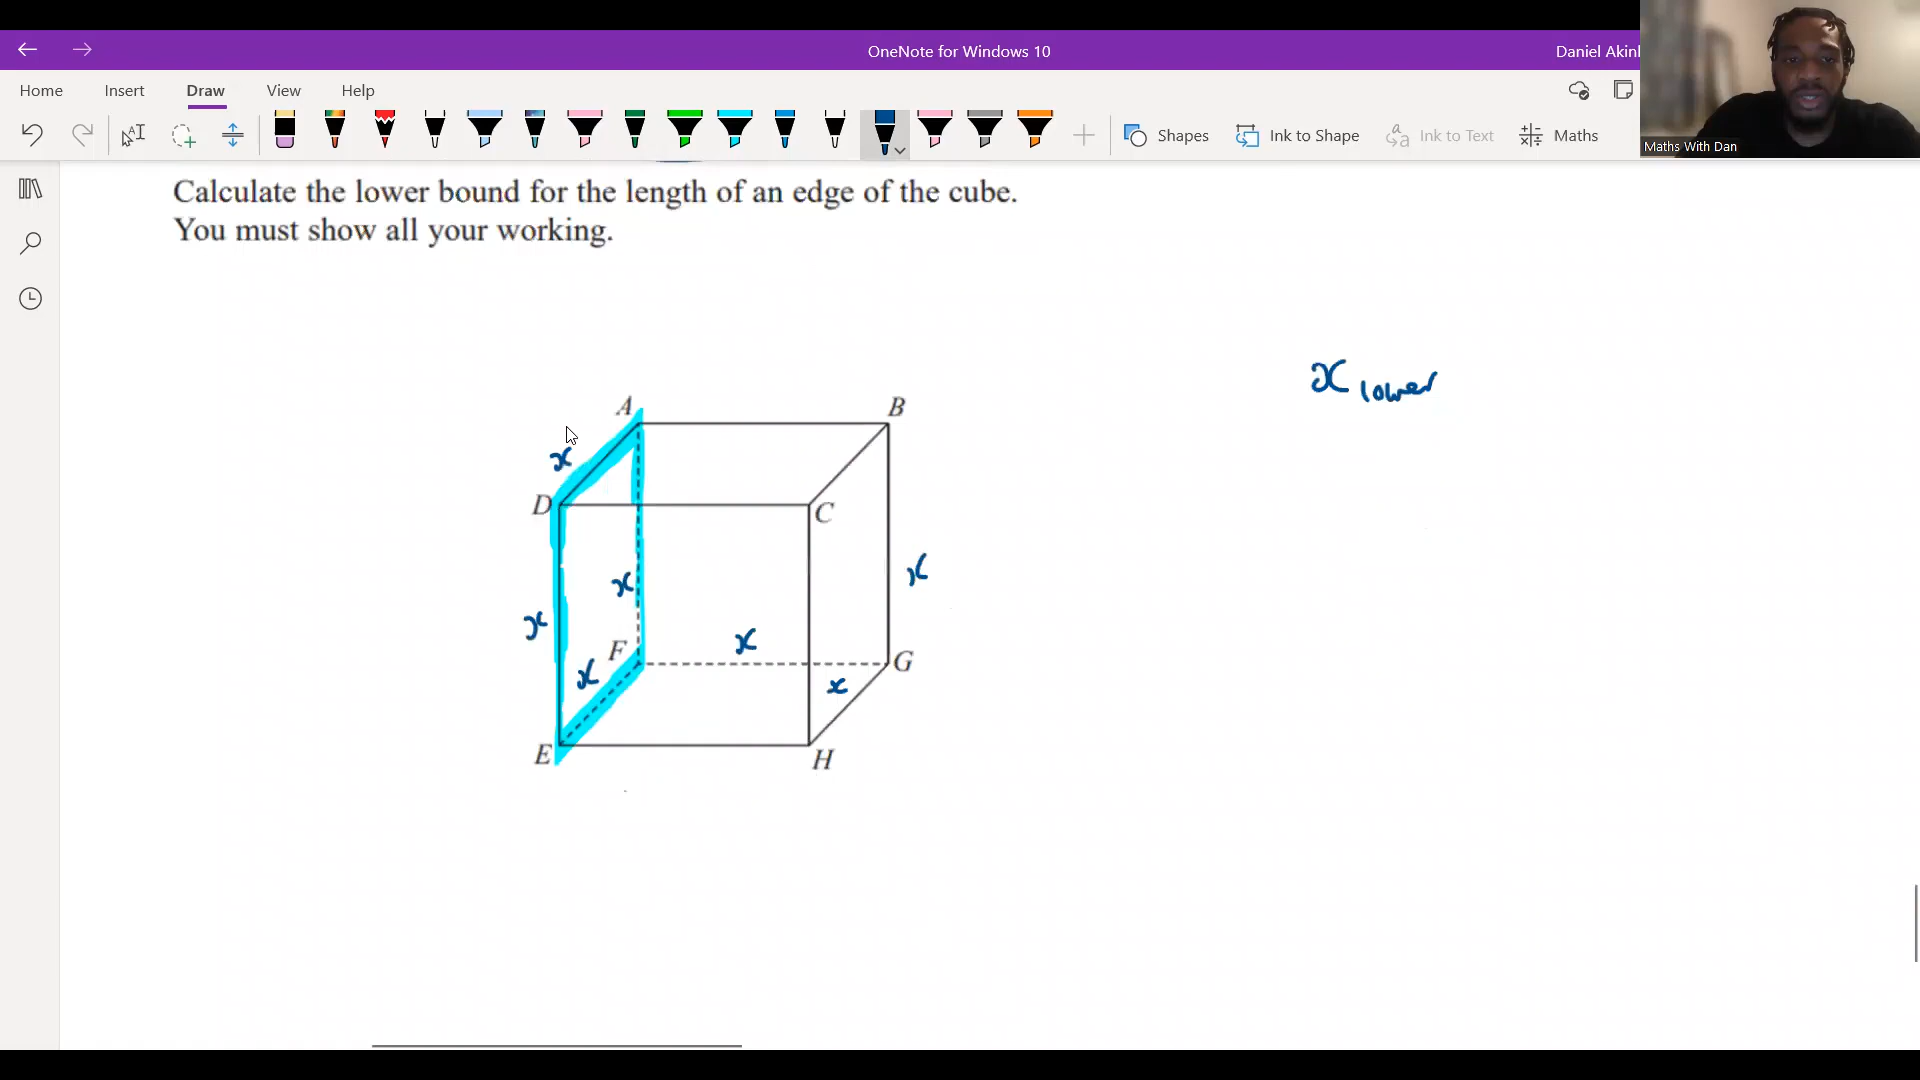 OneNote for Windows 10
Daniel Akinl
Home Insert Draw View Help
Shapes Ink to Shape Ink to Text Maths
Maths With Dan
Calculate the lower bound for the length of an edge of the cube.
You must show all your working.
x lower
A B
x
D C
x x
x
F x
x G
x
E H